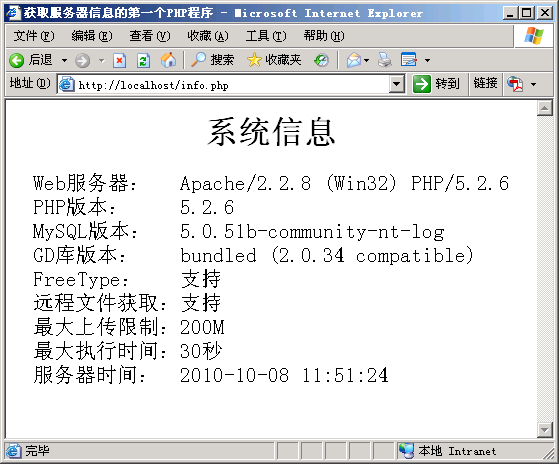 获取服务器信息的第一个PHP程序 - Microsoft Internet Explorer
文件(F) 编辑(E) 查看(V) 收藏(A) 工具(T) 帮助(H)
后退 搜索 收藏夹
地址(D) http://localhost/info.php 转到 链接
系统信息
Web服务器： Apache/2.2.8 (Win32) PHP/5.2.6
PHP版本： 5.2.6
MySQL版本： 5.0.51b-community-nt-log
GD库版本： bundled (2.0.34 compatible)
FreeType： 支持
远程文件获取：支持
最大上传限制：200M
最大执行时间：30秒
服务器时间： 2010-10-08 11:51:24
完毕 本地 Intranet